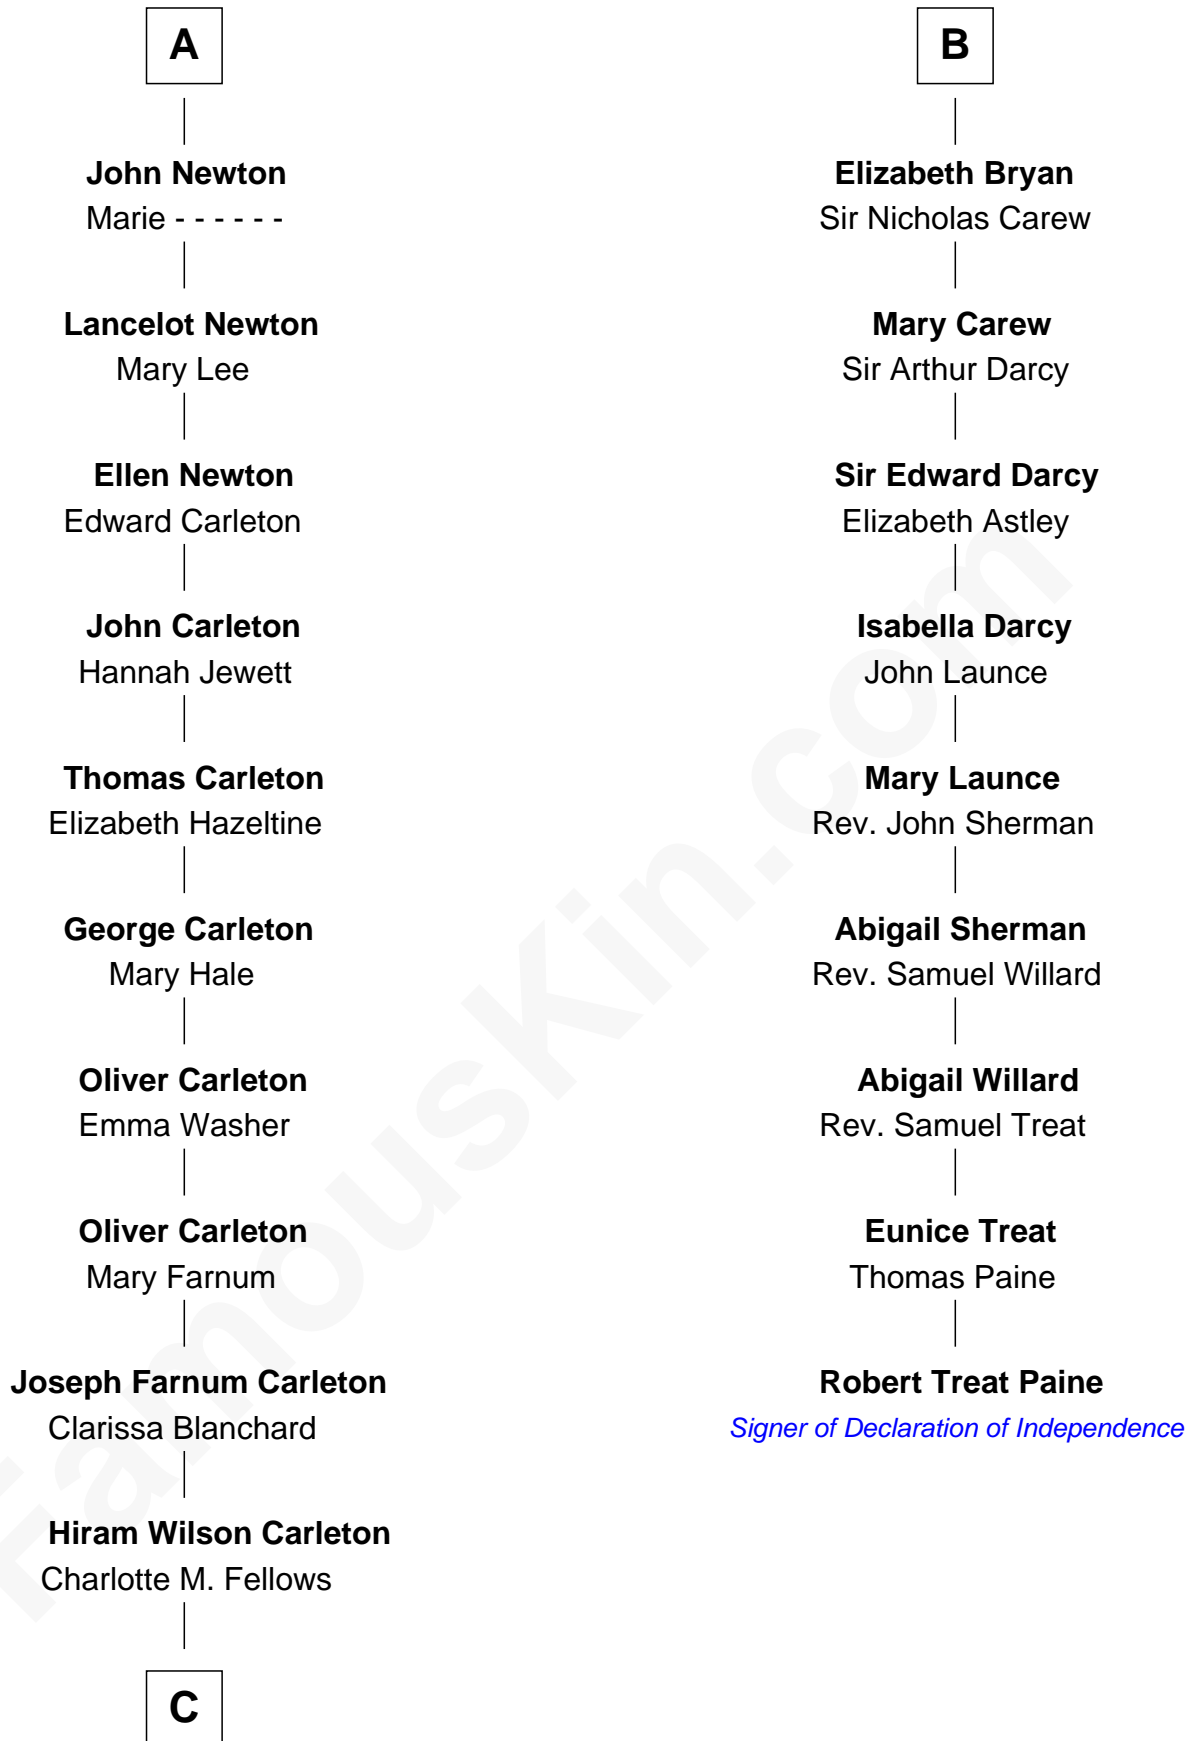 A
John Newton
Marie - - - - - -
Lancelot Newton
Mary Lee
Ellen Newton
Edward Carleton
John Carleton
Hannah Jewett
Thomas Carleton
Elizabeth Hazeltine
George Carleton
Mary Hale
Oliver Carleton
Emma Washer
Oliver Carleton
Mary Farnum
Joseph Farnum Carleton
Clarissa Blanchard
Hiram Wilson Carleton
Charlotte M. Fellows
C
B
Elizabeth Bryan
Sir Nicholas Carew
Mary Carew
Sir Arthur Darcy
Sir Edward Darcy
Elizabeth Astley
Isabella Darcy
John Launce
Mary Launce
Rev. John Sherman
Abigail Sherman
Rev. Samuel Willard
Abigail Willard
Rev. Samuel Treat
Eunice Treat
Thomas Paine
Robert Treat Paine
Signer of Declaration of Independence
FamousKin.com